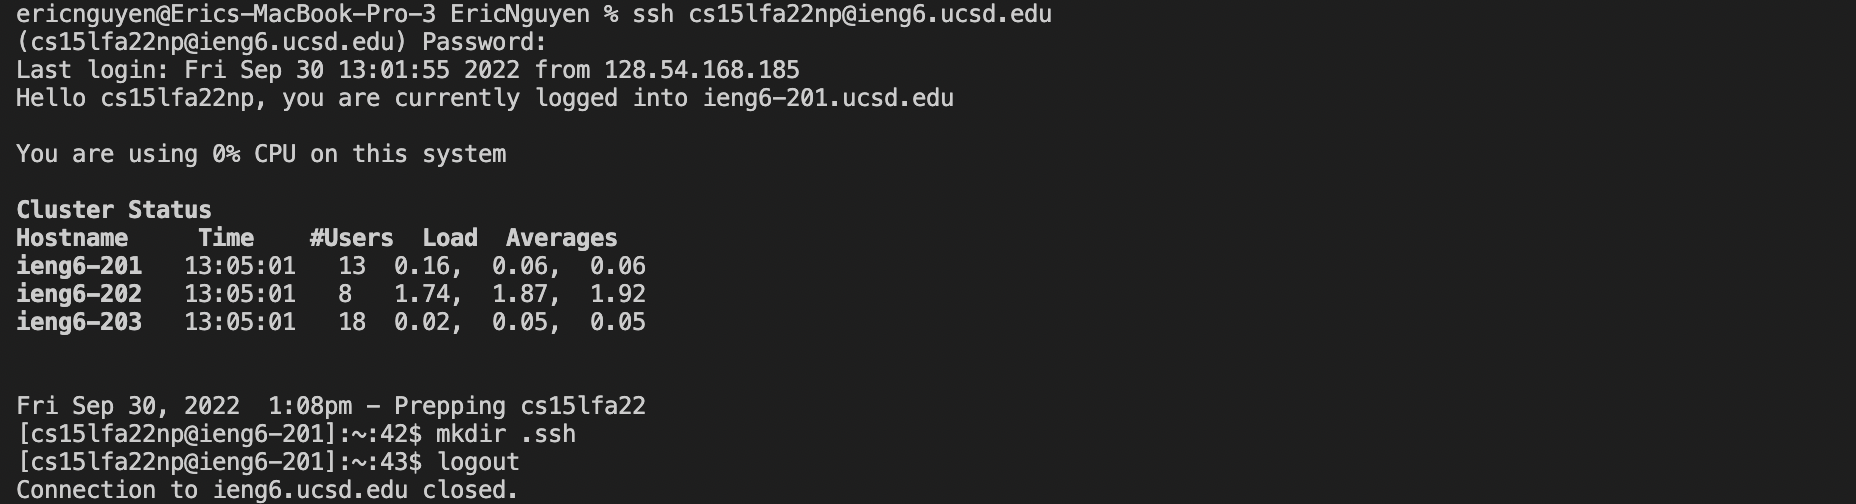 ericnguyen@Erics-MacBook-Pro-3 EricNguyen % ssh cs15lfa22np@ieng6.ucsd.edu
(cs15lfa22np@ieng6.ucsd.edu) Password:
Last login: Fri Sep 30 13:01:55 2022 from 128.54.168.185
Hello cs15lfa22np, you are currently logged into ieng6-201.ucsd.edu
You are using 0% CPU on this system
Cluster Status
Hostname     Time    #Users  Load  Averages
ieng6-201   13:05:01   13  0.16,  0.06,  0.06
ieng6-202   13:05:01   8   1.74,  1.87,  1.92
ieng6-203   13:05:01   18  0.02,  0.05,  0.05
Fri Sep 30, 2022  1:08pm - Prepping cs15lfa22
[cs15lfa22np@ieng6-201]:~:42$ mkdir .ssh
[cs15lfa22np@ieng6-201]:~:43$ logout
Connection to ieng6.ucsd.edu closed.